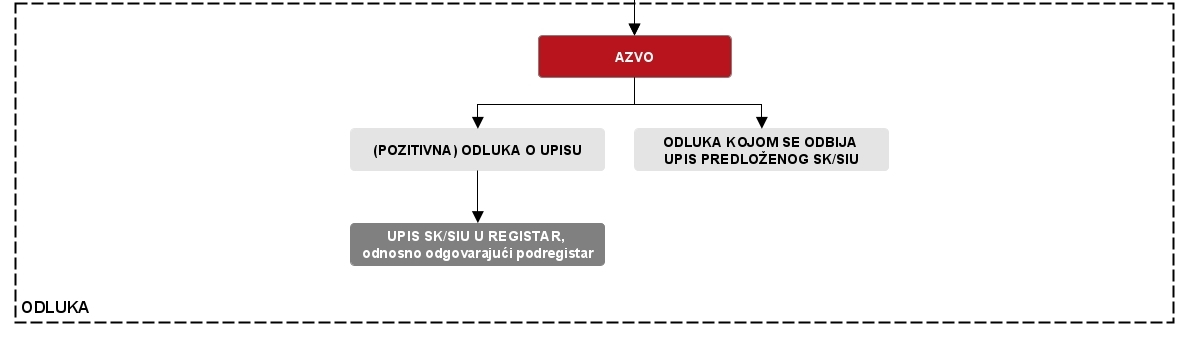 AZVO
(POZITIVNA) ODLUKA O UPISU
ODLUKA KOJOM SE ODBIJA
UPIS PREDLOŽENOG SK/SIU
UPIS SK/SIU U REGISTAR,
odnosno odgovarajući podregistar
ODLUKA